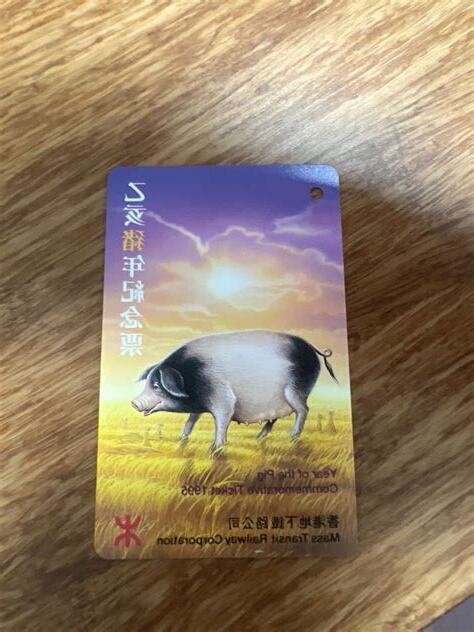 乙亥豬年紀念票
Year of the Pig
Commemorative Ticket 1995
香港地下鐵路公司
Mass Transit Railway Corporation